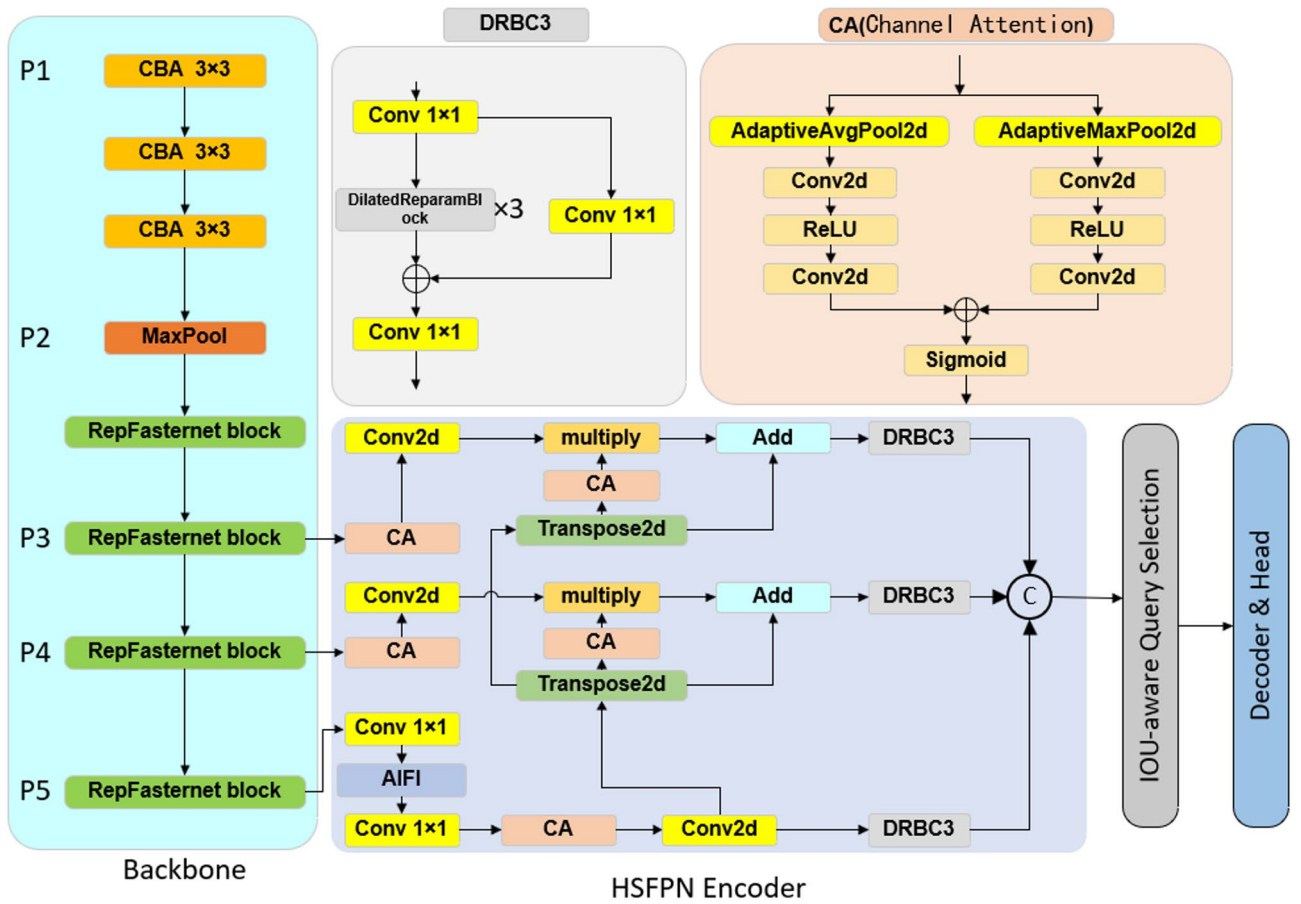 DRBC3
CA(Channel Attention)
P1
CBA 3×3
CBA 3×3
CBA 3×3
P2
MaxPool
RepFasternet block
P3
RepFasternet block
P4
RepFasternet block
P5
RepFasternet block
Backbone
Conv 1×1
DilatedReparamBl
ock
×3
Conv 1×1
Conv 1×1
AdaptiveAvgPool2d
AdaptiveMaxPool2d
Conv2d
Conv2d
ReLU
ReLU
Conv2d
Conv2d
Sigmoid
Conv2d
multiply
Add
DRBC3
CA
CA
Transpose2d
Conv2d
multiply
Add
DRBC3
C
CA
CA
Transpose2d
Conv 1×1
AIFI
Conv 1×1
CA
Conv2d
DRBC3
HSFPN Encoder
IOU-aware Query Selection
Decoder & Head